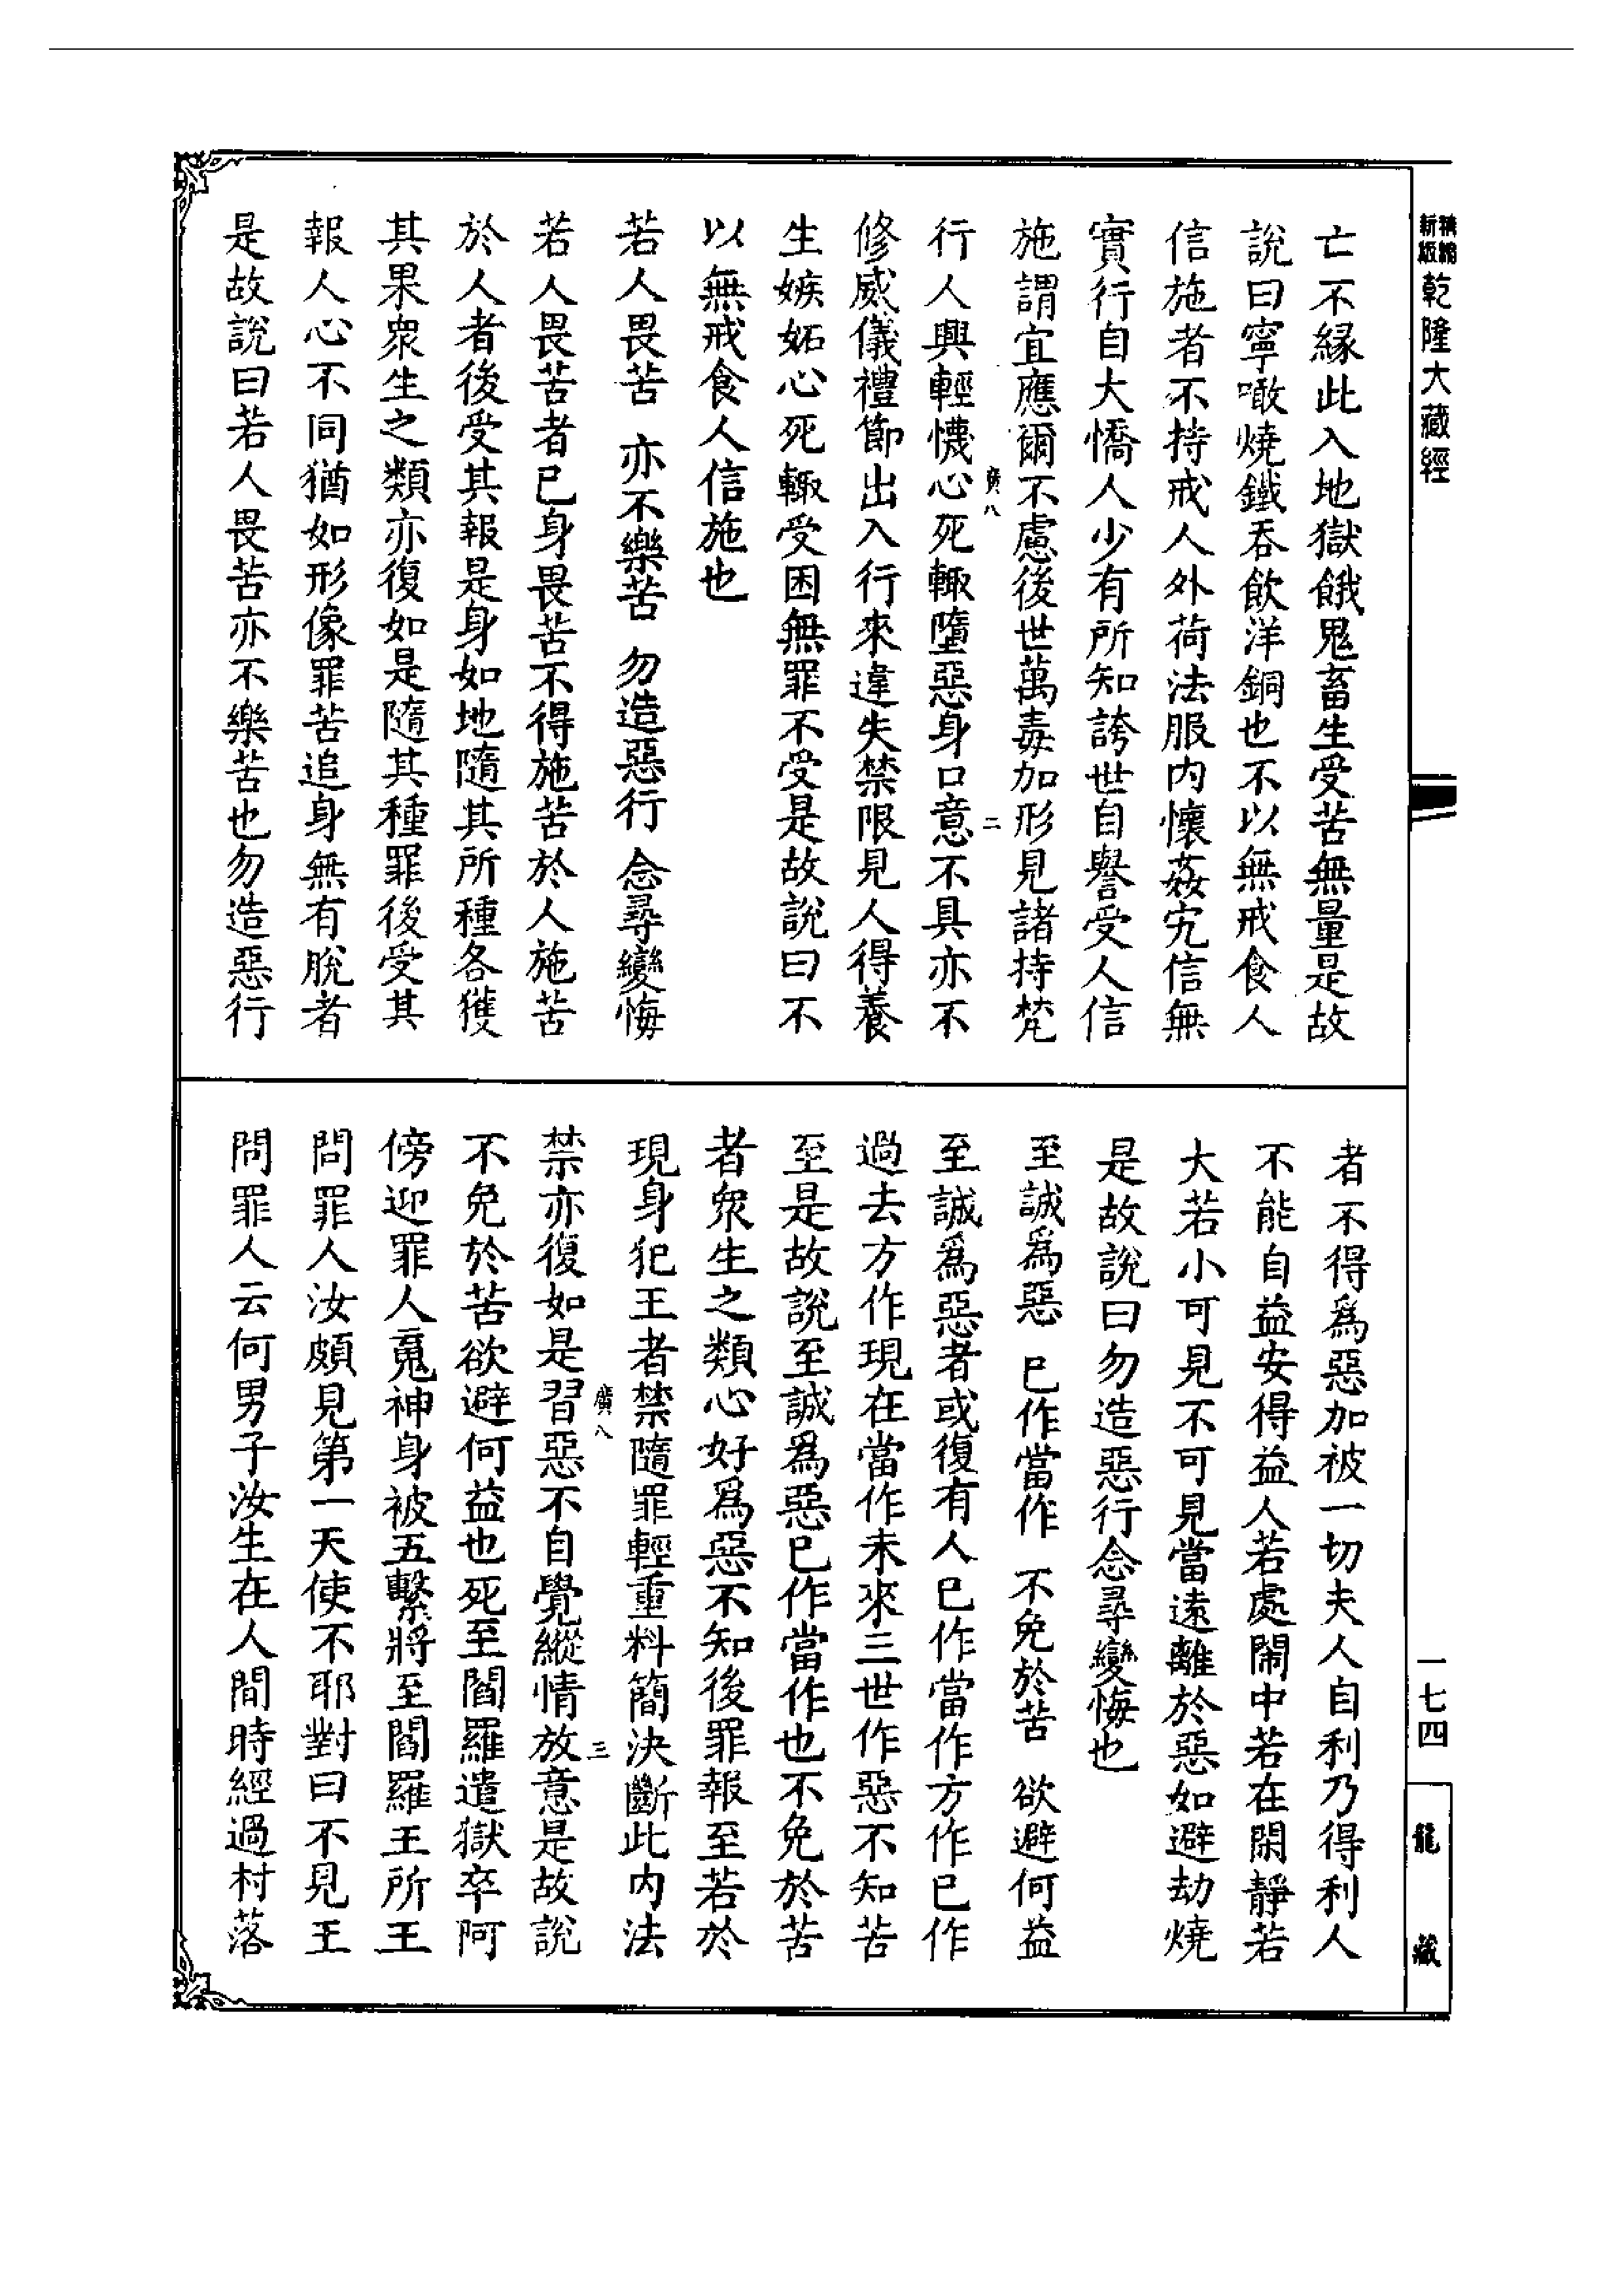 精縮
新版
乾隆大藏經
一七四
龍藏
亡不緣此入地獄餓鬼畜生受苦無量是故
說曰寧噉燒鐵吞飲洋銅也不以無戒食人
信施者不持戒人外荷法服內懷姦宄信無
實行自大憍人少有所知誇世自譽受人信
施謂宜應爾不慮後世萬毒加形見諸持梵
廣八
二
行人興輕懱心死輙墮惡身口意不具亦不
修威儀禮節出入行來違失禁限見人得養
生嫉妬心死輙受困無罪不受是故說曰不
以無戒食人信施也
若人畏苦 亦不樂苦 勿造惡行 念尋變悔
若人畏苦者已身畏苦不得施苦於人施苦
於人者後受其報是身如地隨其所種各獲
其果衆生之類亦復如是隨其種罪後受其
報人心不同猶如形像罪苦追身無有脫者
是故說曰若人畏苦亦不樂苦也勿造惡行
者不得爲惡加被一切夫人自利乃得利人
不能自益安得益人若處閙中若在閑靜若
大若小可見不可見當遠離於惡如避劫燒
是故說曰勿造惡行念尋變悔也
至誠爲惡 已作當作 不免於苦 欲避何益
至誠爲惡者或復有人已作當作方作已作
過去方作現在當作未來三世作惡不知苦
至是故說至誠爲惡已作當作也不免於苦
者衆生之類心好爲惡不知後罪報至若於
現身犯王者禁隨罪輕重料簡決斷此內法
廣八
三
禁亦復如是習惡不自覺縱情放意是故說
不免於苦欲避何益也死至閻羅遣獄卒阿
傍迎罪人䰟神身被五繫將至閻羅王所王
問罪人汝頗見第一天使不耶對曰不見王
問罪人云何男子汝生在人間時經過村落